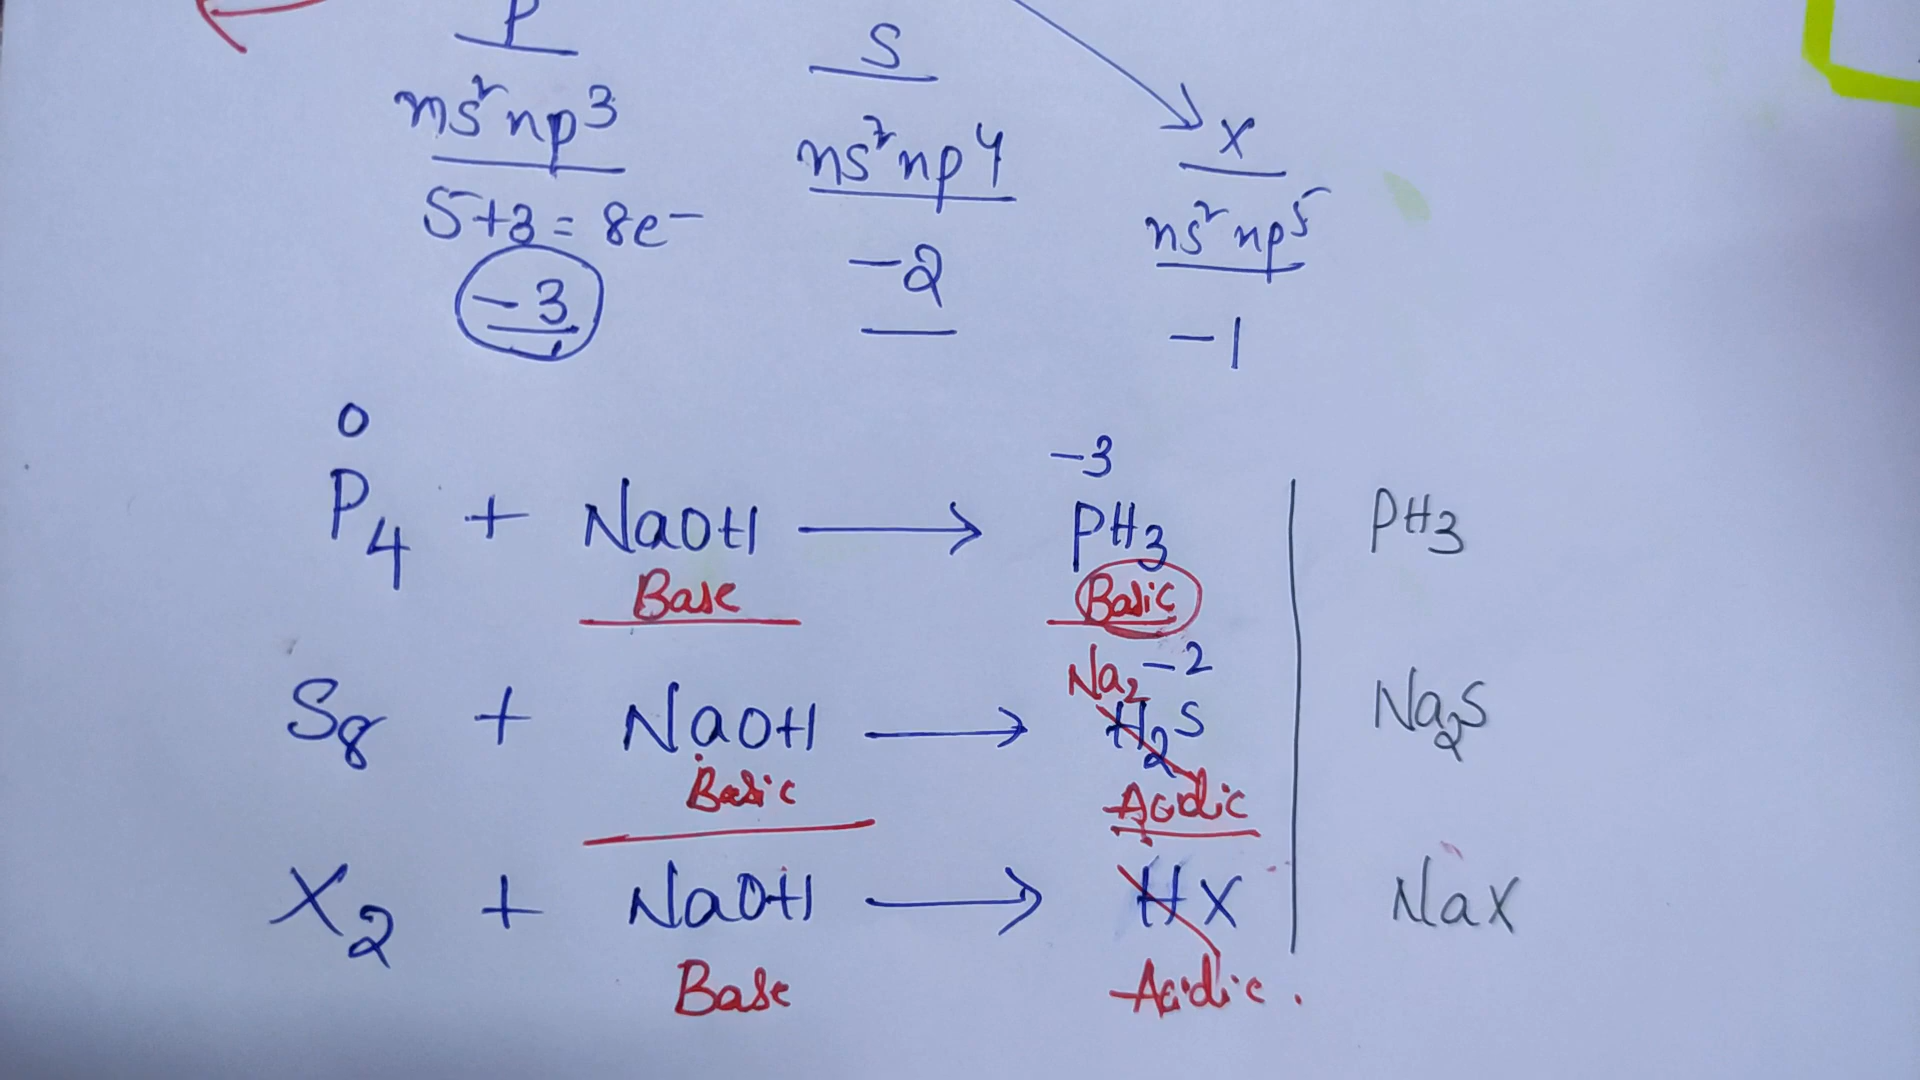 P
ns²np³
5+3=8e⁻
-3
S
ns²np⁴
-2
X
ns²np⁵
-1
0
-3
P₄ + NaOH → PH₃ | PH₃
Base Basic
Na₂ -2
S₈ + NaOH → H₂S | Na₂S
Basic Acidic
X₂ + NaOH → HX | NaX
Base Acidic.